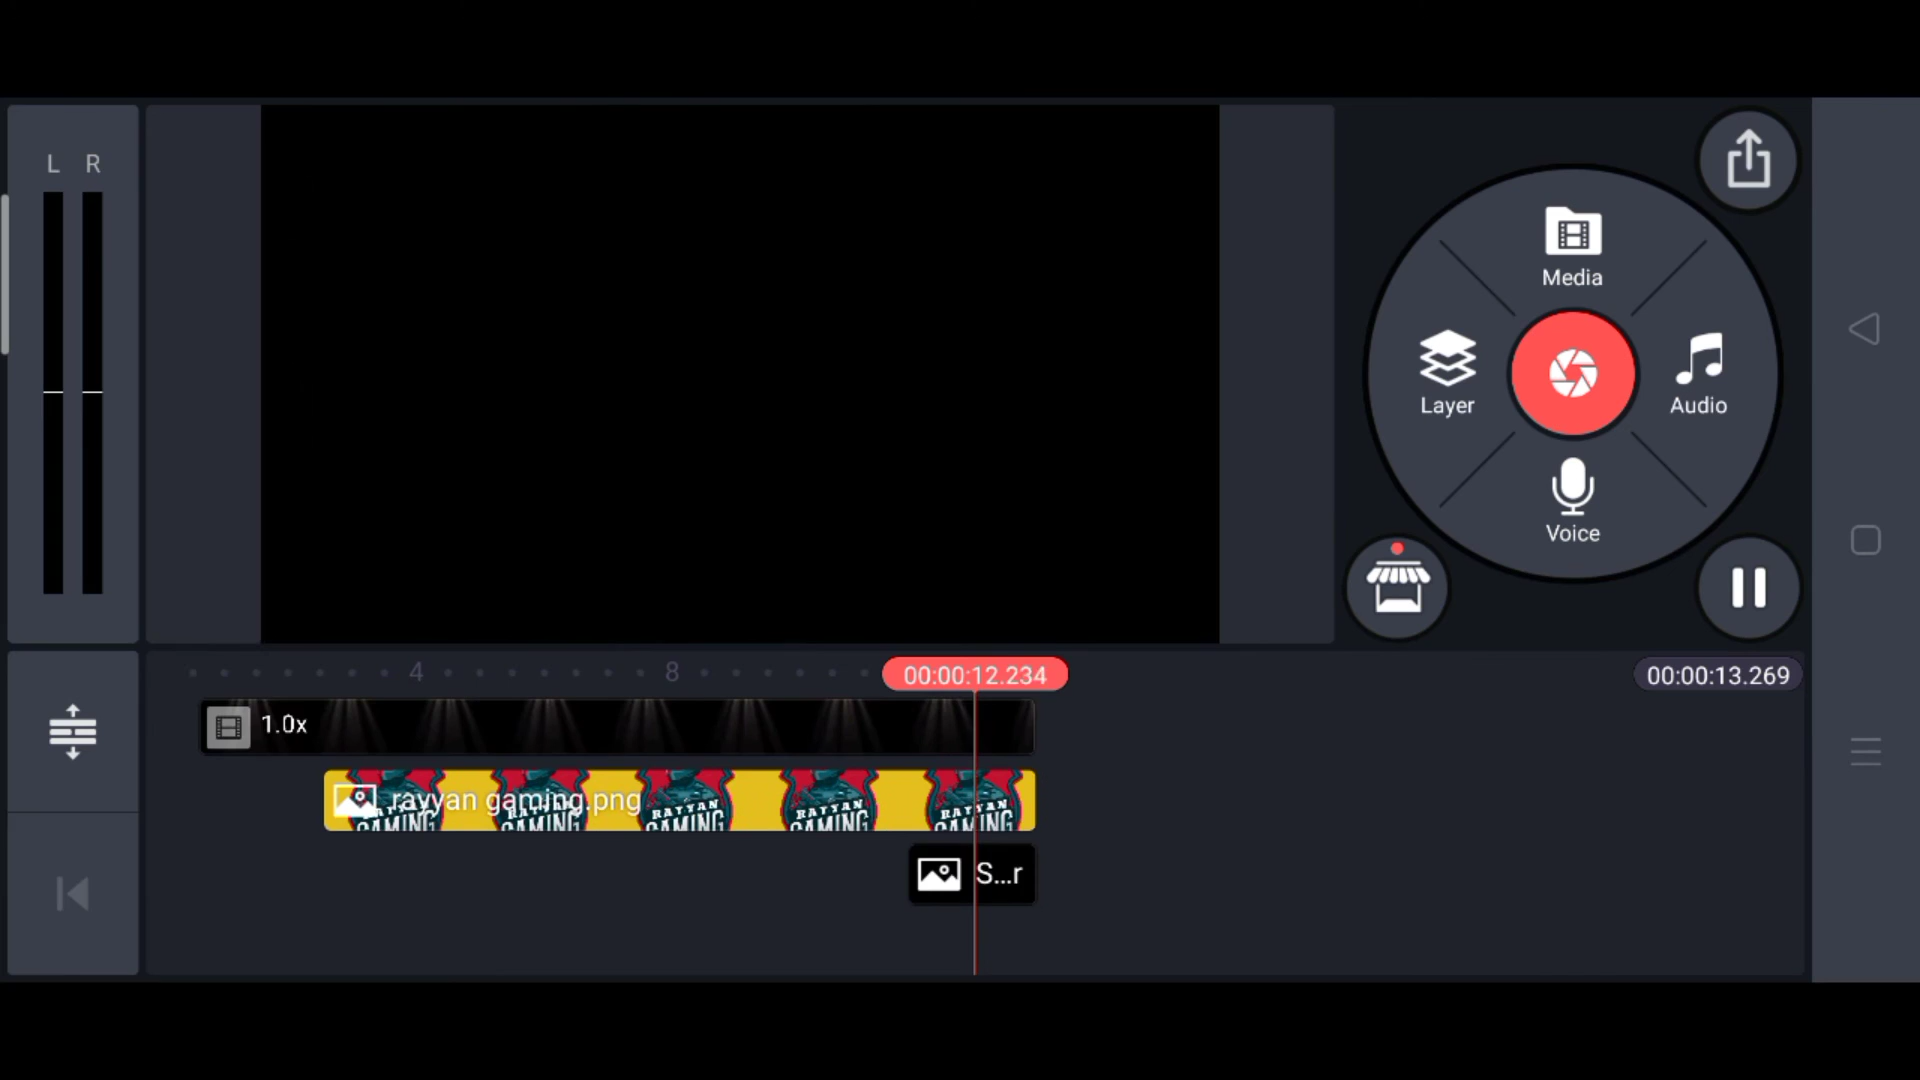 L R
Media
Layer
Audio
Voice
4
8
00:00:12.234
00:00:13.269
1.0x
rayyan gaming.png
RAYYAN GAMING
RAYYAN GAMING
RAYYAN GAMING
RAYYAN GAMING
RAYYAN GAMING
S...r